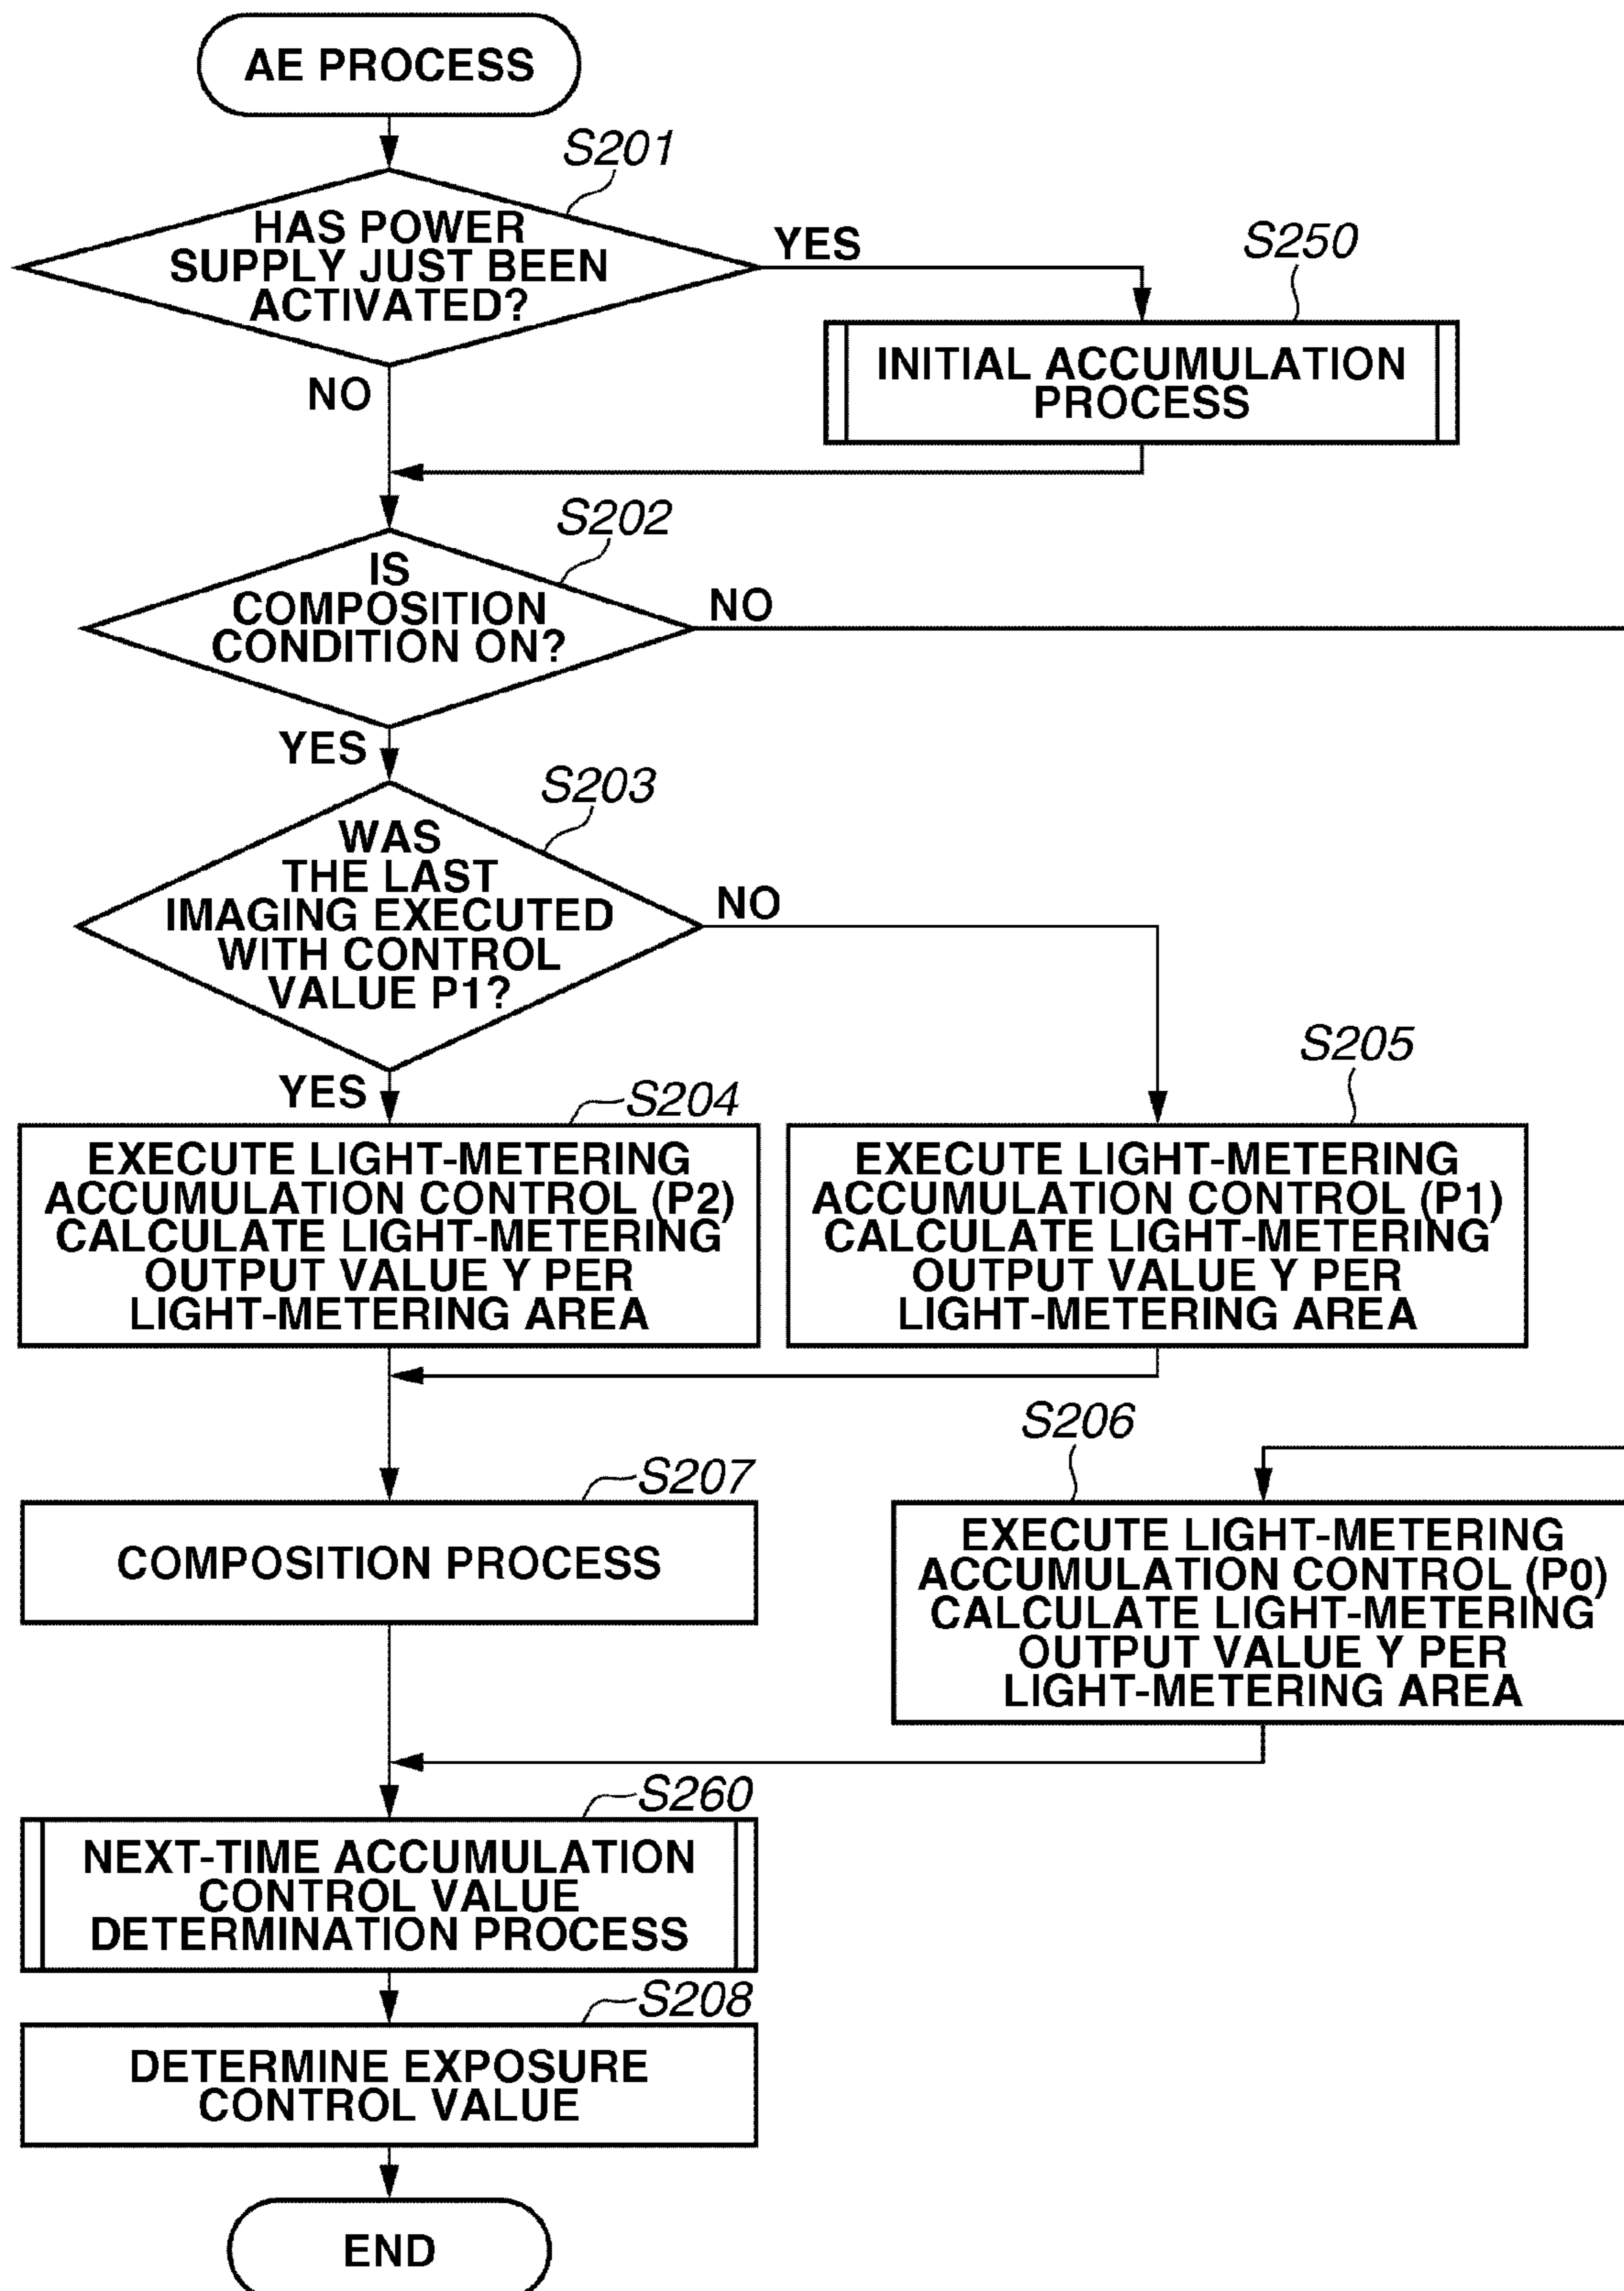 AE PROCESS
S201
HAS POWER
SUPPLY JUST BEEN
ACTIVATED?
YES
NO
S250
INITIAL ACCUMULATION
PROCESS
S202
IS
COMPOSITION
CONDITION ON?
NO
YES
S203
WAS
THE LAST
IMAGING EXECUTED
WITH CONTROL
VALUE P1?
NO
YES
S204
EXECUTE LIGHT-METERING
ACCUMULATION CONTROL (P2)
CALCULATE LIGHT-METERING
OUTPUT VALUE Y PER
LIGHT-METERING AREA
S205
EXECUTE LIGHT-METERING
ACCUMULATION CONTROL (P1)
CALCULATE LIGHT-METERING
OUTPUT VALUE Y PER
LIGHT-METERING AREA
S207
COMPOSITION PROCESS
S206
EXECUTE LIGHT-METERING
ACCUMULATION CONTROL (P0)
CALCULATE LIGHT-METERING
OUTPUT VALUE Y PER
LIGHT-METERING AREA
S260
NEXT-TIME ACCUMULATION
CONTROL VALUE
DETERMINATION PROCESS
S208
DETERMINE EXPOSURE
CONTROL VALUE
END